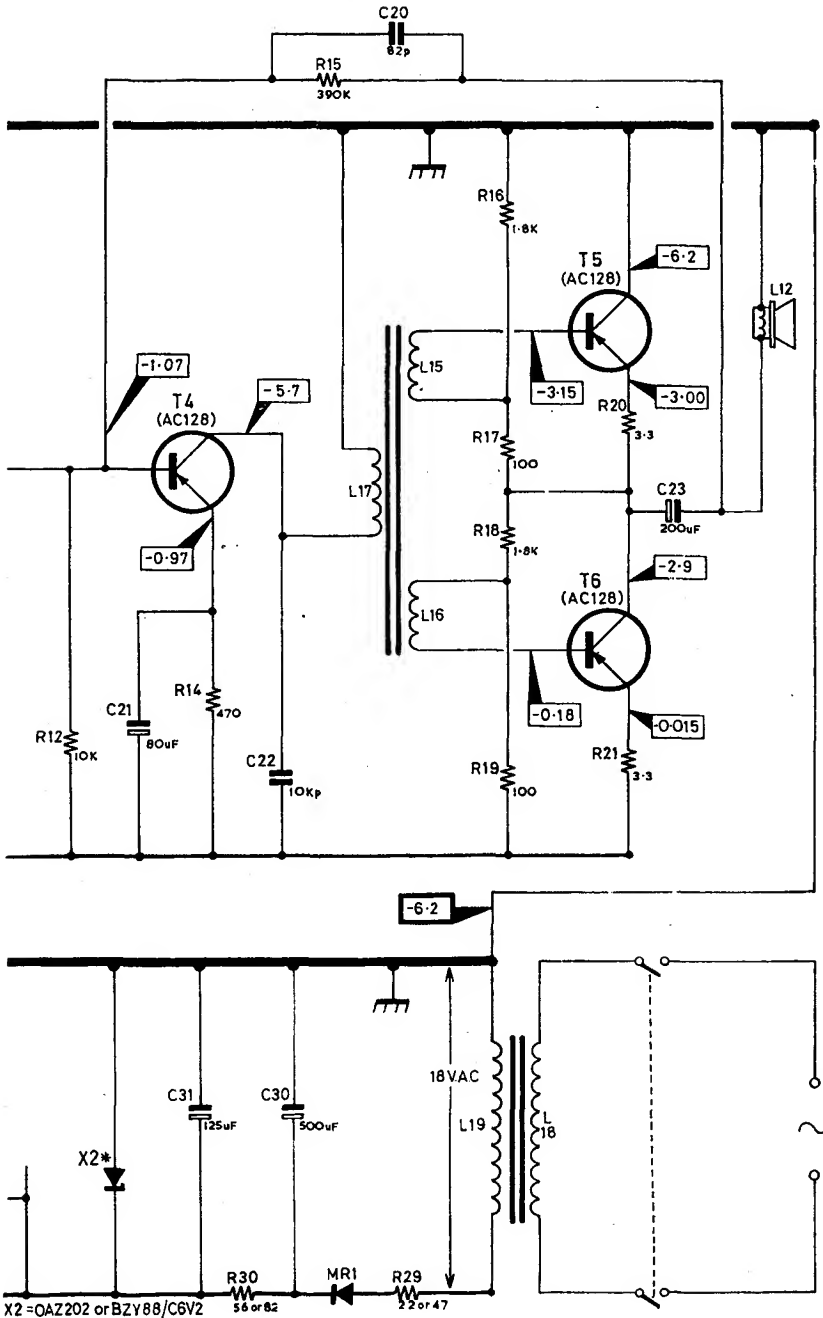 C20
82p
R15
390K
R16
1·8K
T5
(AC128)
-6·2
L12
-1·07
-5·7
T4
(AC128)
L15
-3·15
-3·00
R20
3·3
R17
100
L17
C23
200uF
R18
1·8K
-0·97
-2·9
T6
(AC128)
L16
R14
470
C21
80uF
-0·18
-0·015
R12
10K
C22
10Kp
R19
100
R21
3·3
-6·2
18V.AC
C31
125uF
C30
500uF
L19
L
18
X2*
R30
56 or 82
MR1
R29
22 or 47
X2 = OAZ202 or BZY88/C6V2